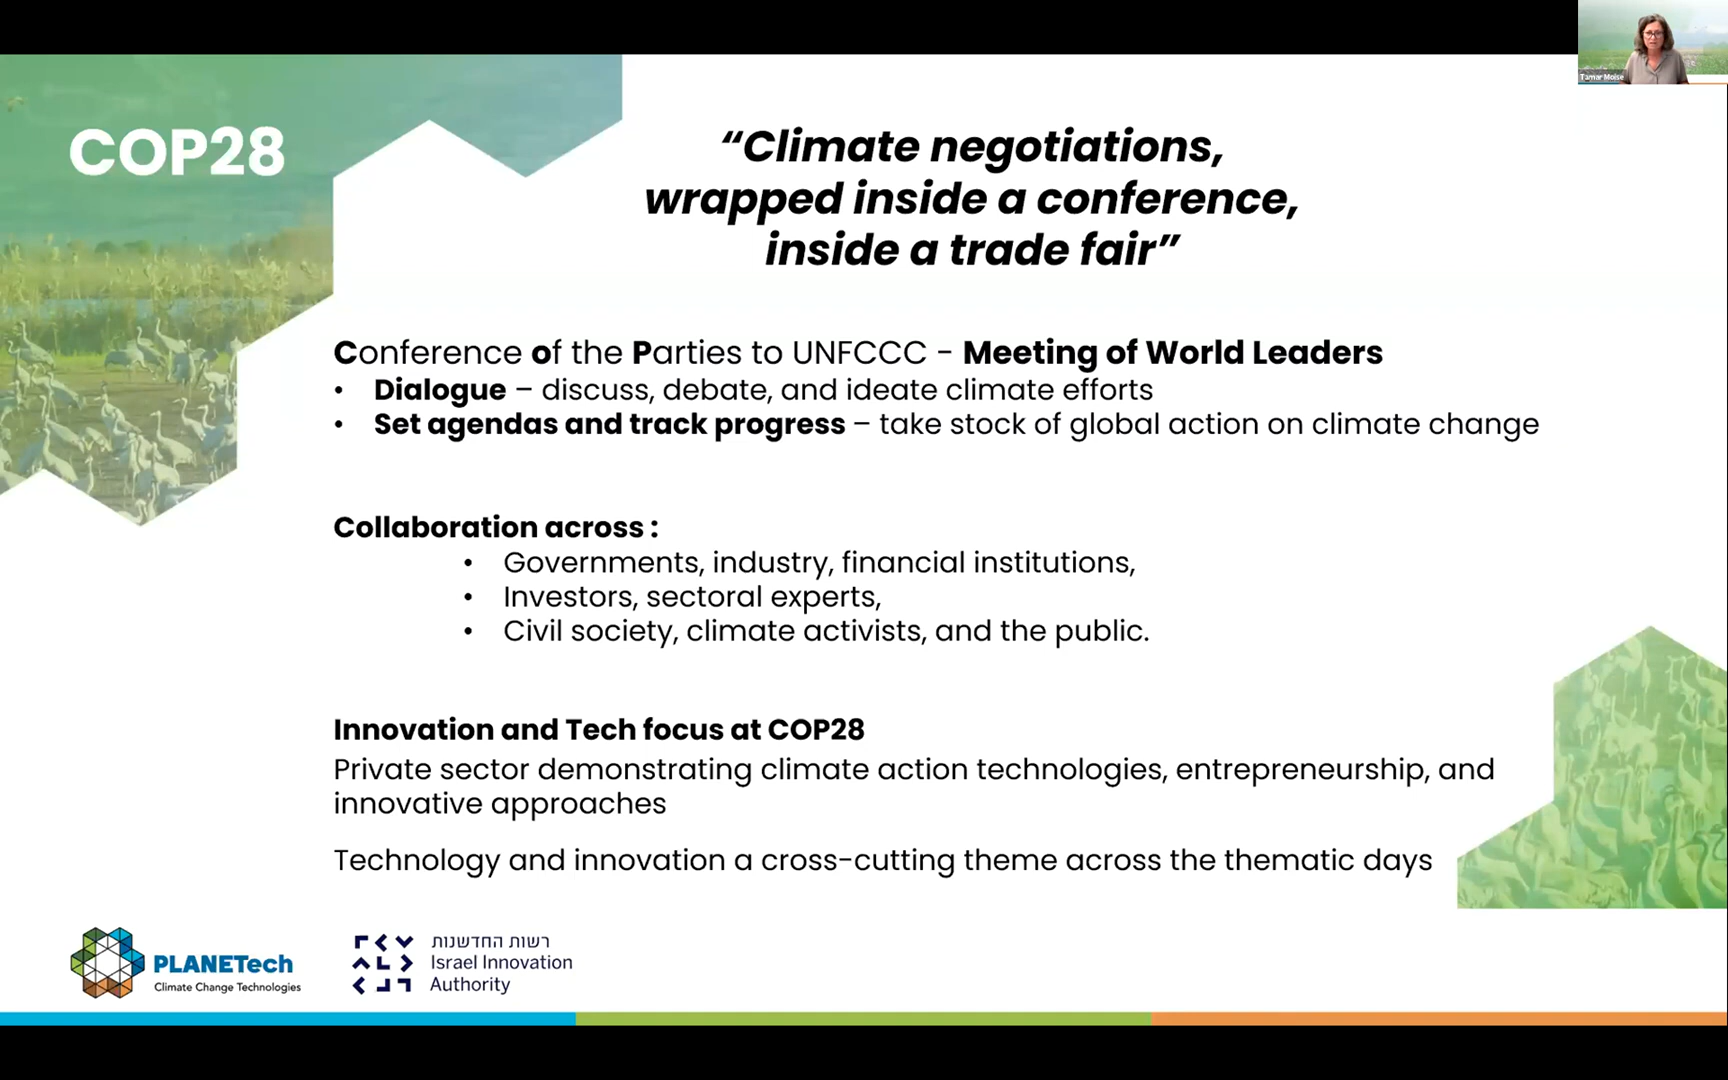 Tamar Moise
COP28
“Climate negotiations,
wrapped inside a conference,
inside a trade fair”
Conference of the Parties to UNFCCC - Meeting of World Leaders
• Dialogue – discuss, debate, and ideate climate efforts
• Set agendas and track progress – take stock of global action on climate change
Collaboration across :
• Governments, industry, financial institutions,
• Investors, sectoral experts,
• Civil society, climate activists, and the public.
Innovation and Tech focus at COP28
Private sector demonstrating climate action technologies, entrepreneurship, and
innovative approaches
Technology and innovation a cross-cutting theme across the thematic days
PLANETech
Climate Change Technologies
רשות החדשנות
Israel Innovation
Authority